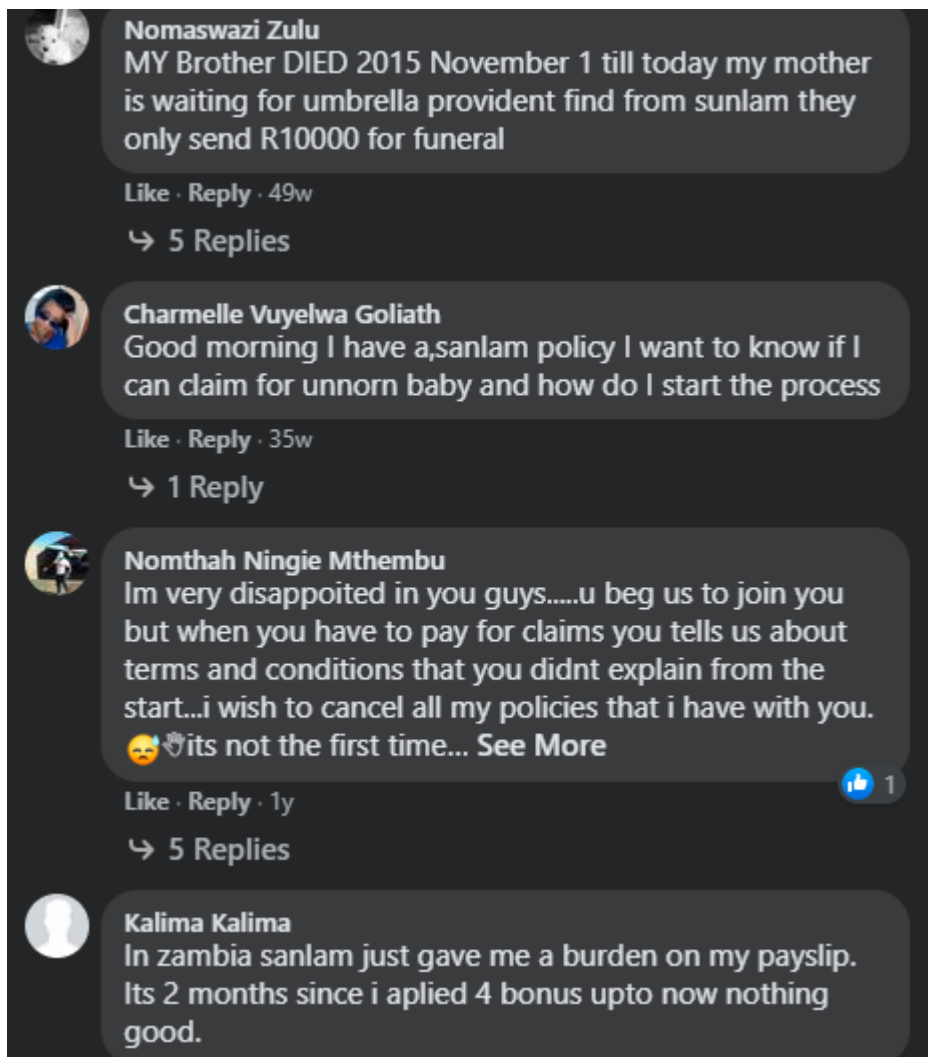 Nomaswazi Zulu
MY Brother DIED 2015 November 1 till today my mother
is waiting for umbrella provident find from sunlam they
only send R10000 for funeral
Like · Reply · 49w
5 Replies
Charmelle Vuyelwa Goliath
Good morning I have a,sanlam policy I want to know if I
can claim for unnorn baby and how do I start the process
Like · Reply · 35w
1 Reply
Nomthah Ningie Mthembu
Im very disappoited in you guys.....u beg us to join you
but when you have to pay for claims you tells us about
terms and conditions that you didnt explain from the
start...i wish to cancel all my policies that i have with you.
😓👋its not the first time... See More
1
Like · Reply · 1y
5 Replies
Kalima Kalima
In zambia sanlam just gave me a burden on my payslip.
Its 2 months since i aplied 4 bonus upto now nothing
good.